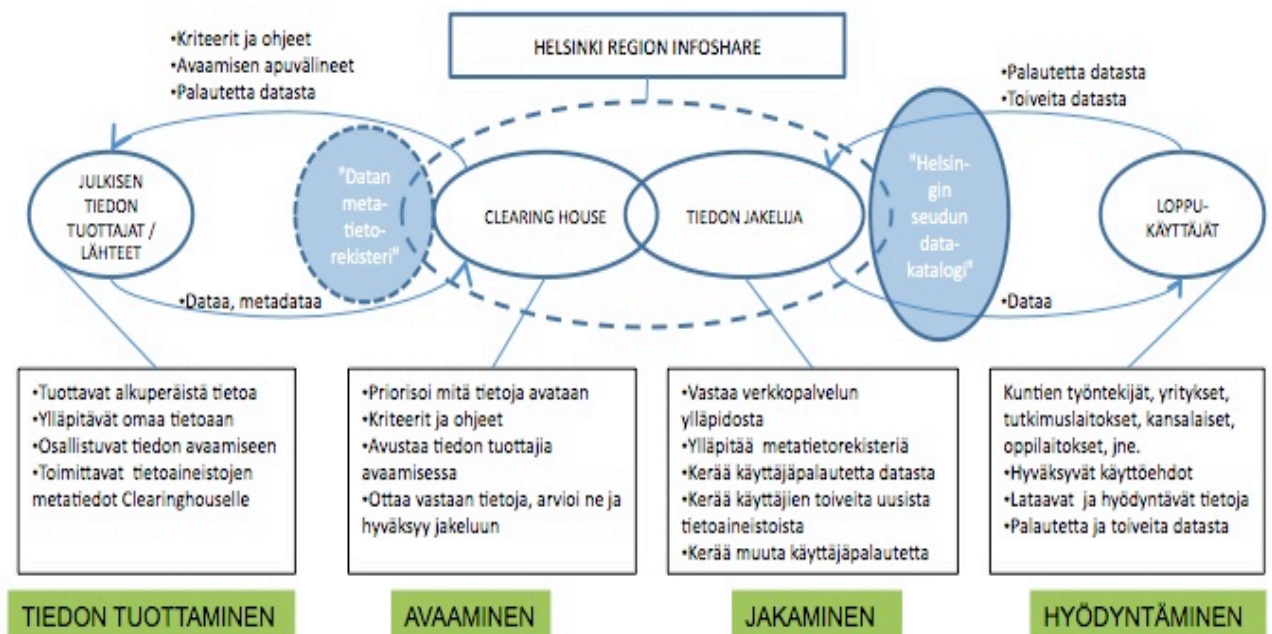 HELSINKI REGION INFOSHARE
•Kriteerit ja ohjeet
•Avaamisen apuvälineet
•Palautetta datasta
•Palautetta datasta
•Toiveita datasta
JULKISEN
TIEDON
TUOTTAJAT /
LÄHTEET
"Datan
meta-
tieto-
rekisteri"
CLEARING HOUSE
TIEDON JAKELIJA
"Helsin-
gin
seudun
data-
katalogi"
LOPPU-
KÄYTTÄJÄT
•Dataa, metadataa
•Dataa
•Tuottavat alkuperäistä tietoa
•Ylläpitävät omaa tietoaan
•Osallistuvat tiedon avaamiseen
•Toimittavat tietoaineistojen
metatiedot Clearinghouselle
•Priorisoi mitä tietoja avataan
•Kriteerit ja ohjeet
•Avustaa tiedon tuottajia
avaamisessa
•Ottaa vastaan tietoja, arvioi ne ja
hyväksyy jakeluun
•Vastaa verkkopalvelun
ylläpidosta
•Ylläpitää metatietorekisteriä
•Kerää käyttäjäpalautetta datasta
•Kerää käyttäjien toiveita uusista
tietoaineistoista
•Kerää muuta käyttäjäpalautetta
Kuntien työntekijät, yritykset,
tutkimuslaitokset, kansalaiset,
oppilaitokset, jne.
•Hyväksyvät käyttöehdot
•Lataavat ja hyödyntävät tietoja
•Palautetta ja toiveita datasta
TIEDON TUOTTAMINEN
AVAAMINEN
JAKAMINEN
HYÖDYNTÄMINEN